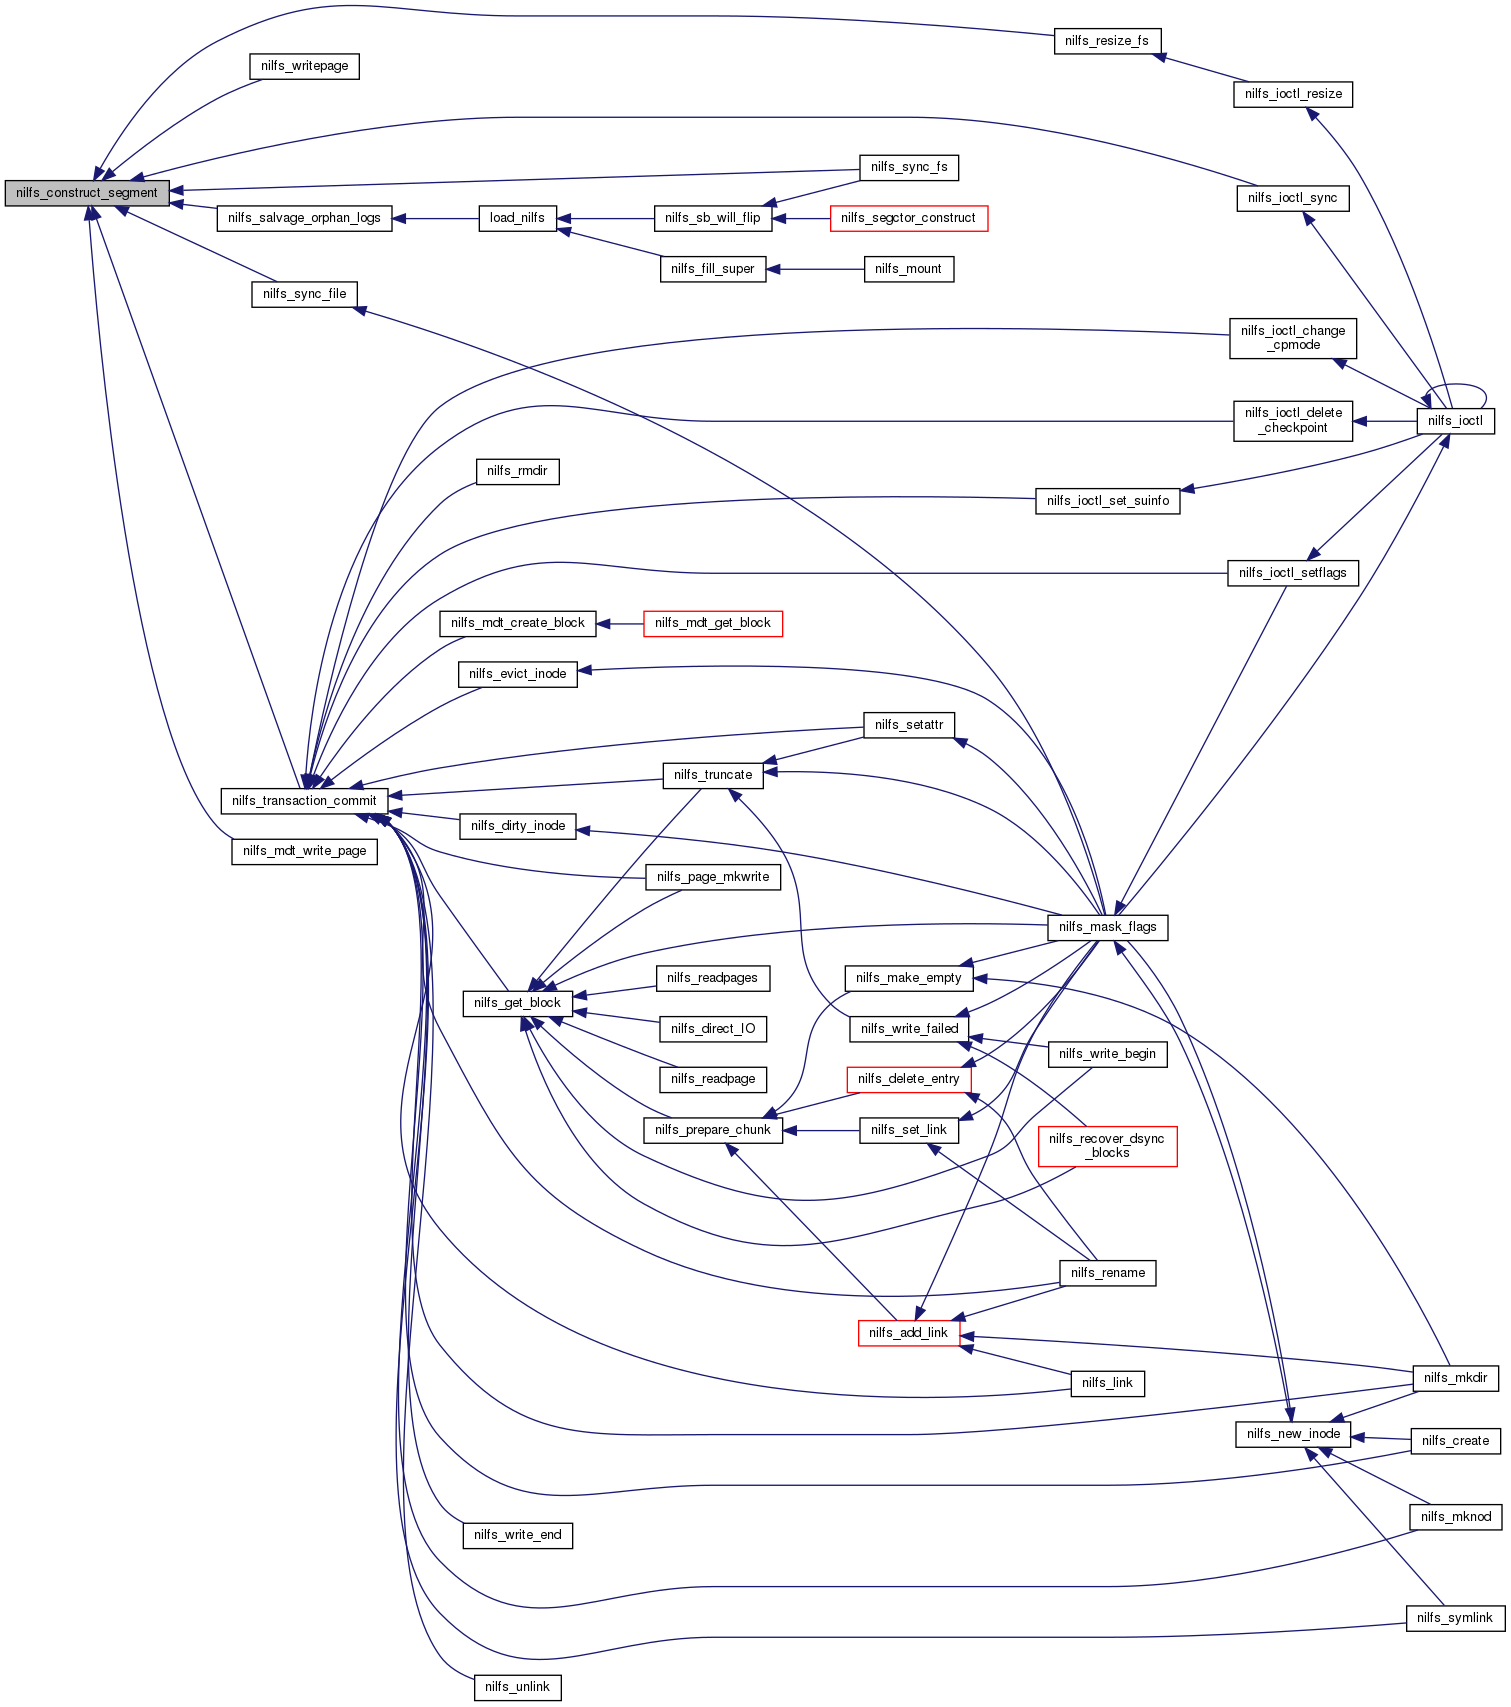 nilfs_resize_fs
nilfs_writepage
nilfs_ioctl_resize
nilfs_sync_fs
nilfs_construct_segment
nilfs_ioctl_sync
nilfs_salvage_orphan_logs
load_nilfs
nilfs_sb_will_flip
nilfs_segctor_construct
nilfs_fill_super
nilfs_mount
nilfs_sync_file
nilfs_ioctl_change
_cpmode
nilfs_ioctl_delete
_checkpoint
nilfs_ioctl
nilfs_rmdir
nilfs_ioctl_set_suinfo
nilfs_ioctl_setflags
nilfs_mdt_create_block
nilfs_mdt_get_block
nilfs_evict_inode
nilfs_setattr
nilfs_truncate
nilfs_transaction_commit
nilfs_dirty_inode
nilfs_mdt_write_page
nilfs_page_mkwrite
nilfs_mask_flags
nilfs_readpages
nilfs_make_empty
nilfs_get_block
nilfs_direct_IO
nilfs_write_failed
nilfs_write_begin
nilfs_readpage
nilfs_delete_entry
nilfs_prepare_chunk
nilfs_set_link
nilfs_recover_dsync
_blocks
nilfs_rename
nilfs_add_link
nilfs_link
nilfs_mkdir
nilfs_new_inode
nilfs_create
nilfs_mknod
nilfs_write_end
nilfs_symlink
nilfs_unlink